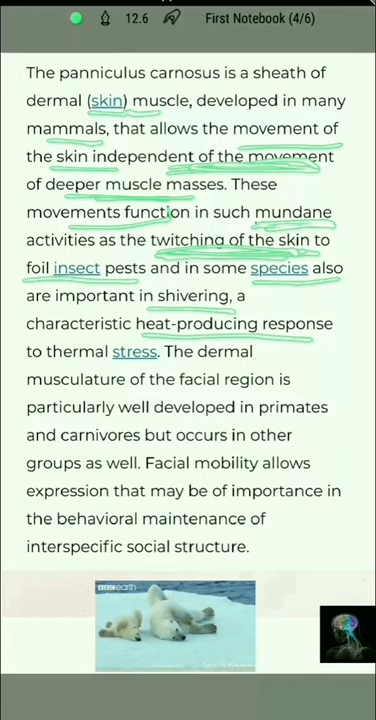 12.6 First Notebook (4/6)
The panniculus carnosus is a sheath of
dermal (skin) muscle, developed in many
mammals, that allows the movement of
the skin independent of the movement
of deeper muscle masses. These
movements function in such mundane
activities as the twitching of the skin to
foil insect pests and in some species also
are important in shivering, a
characteristic heat-producing response
to thermal stress. The dermal
musculature of the facial region is
particularly well developed in primates
and carnivores but occurs in other
groups as well. Facial mobility allows
expression that may be of importance in
the behavioral maintenance of
interspecific social structure.
BBC earth